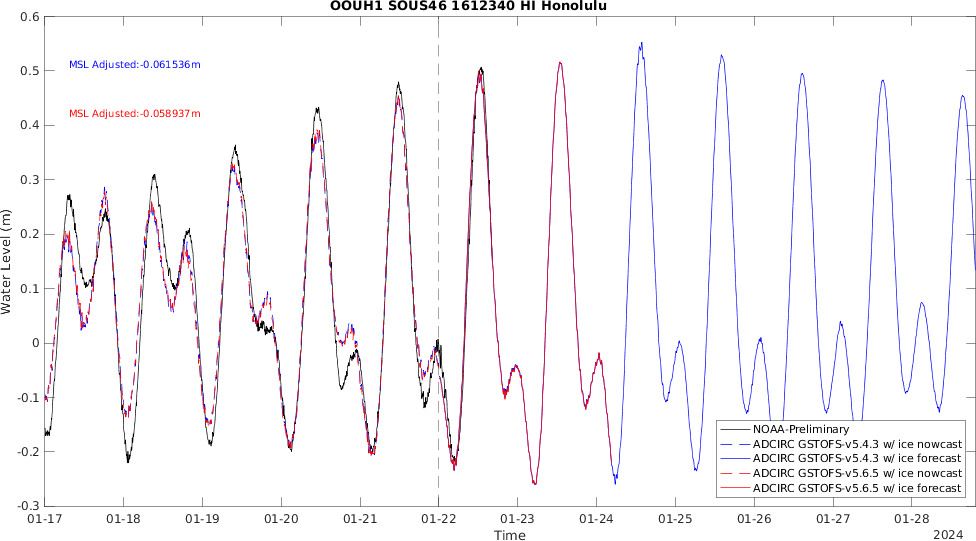 OOUH1 SOUS46 1612340 HI Honolulu
0.6
0.5
0.4
0.3
0.2
0.1
0
-0.1
-0.2
-0.3
Water Level (m)
MSL Adjusted:-0.061536m
MSL Adjusted:-0.058937m
NOAA-Preliminary
ADCIRC GSTOFS-v5.4.3 w/ ice nowcast
ADCIRC GSTOFS-v5.4.3 w/ ice forecast
ADCIRC GSTOFS-v5.6.5 w/ ice nowcast
ADCIRC GSTOFS-v5.6.5 w/ ice forecast
01-17 01-18 01-19 01-20 01-21 01-22 01-23 01-24 01-25 01-26 01-27 01-28
Time
2024